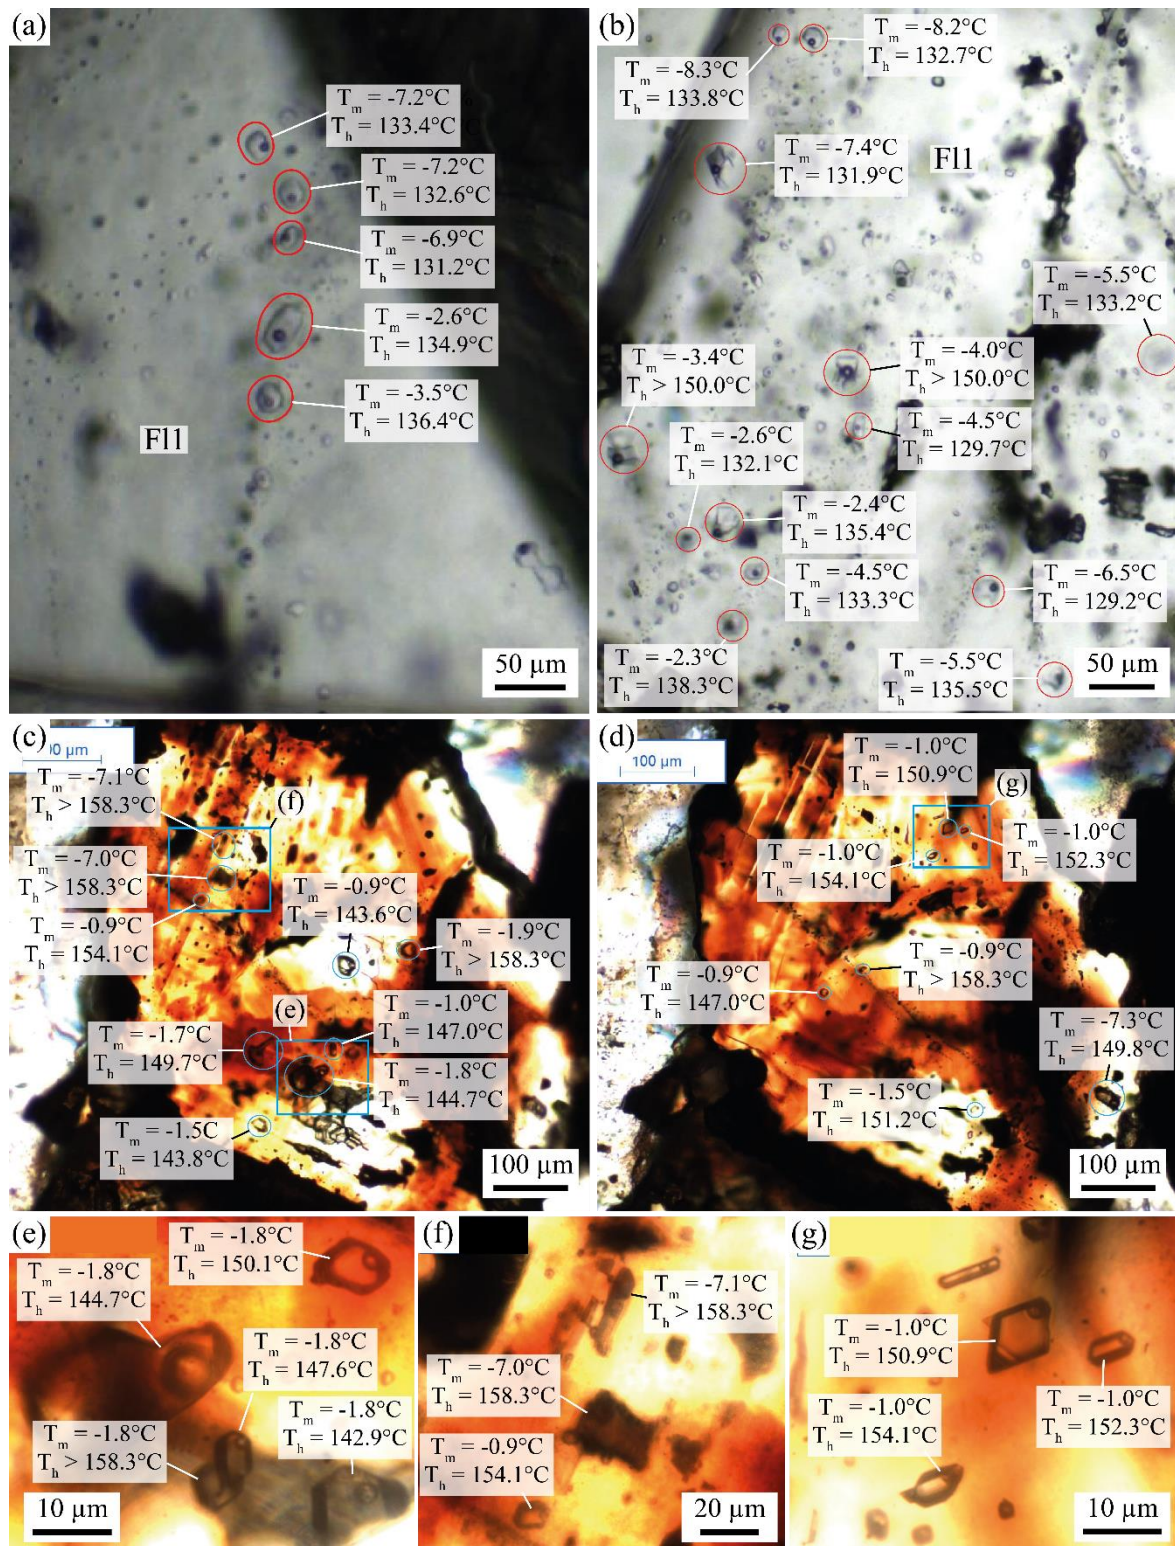 (a)
Tm = -7.2°C
Th = 133.4°C
Tm = -7.2°C
Th = 132.6°C
Tm = -6.9°C
Th = 131.2°C
Tm = -2.6°C
Th = 134.9°C
Tm = -3.5°C
Th = 136.4°C
Fl1
50 µm
(b)
Tm = -8.2°C
Th = 132.7°C
Tm = -8.3°C
Th = 133.8°C
Tm = -7.4°C
Th = 131.9°C
Fl1
Tm = -5.5°C
Th = 133.2°C
Tm = -3.4°C
Th > 150.0°C
Tm = -4.0°C
Th > 150.0°C
Tm = -4.5°C
Th = 129.7°C
Tm = -2.6°C
Th = 132.1°C
Tm = -2.4°C
Th = 135.4°C
Tm = -4.5°C
Th = 133.3°C
Tm = -6.5°C
Th = 129.2°C
Tm = -2.3°C
Th = 138.3°C
Tm = -5.5°C
Th = 135.5°C
50 µm
(c)
µm
Tm = -7.1°C
Th > 158.3°C
(f)
Tm = -7.0°C
Th > 158.3°C
Tm = -0.9°C
Th = 154.1°C
Tm = -0.9°C
Th = 143.6°C
Tm = -1.9°C
Th > 158.3°C
(e)
Tm = -1.0°C
Th = 147.0°C
Tm = -1.7°C
Th = 149.7°C
Tm = -1.8°C
Th = 144.7°C
Tm = -1.5C
Th = 143.8°C
100 µm
(d)
100 µm
Tm = -1.0°C
Th = 150.9°C
(g)
Tm = -1.0°C
Th = 152.3°C
Tm = -1.0°C
Th = 154.1°C
Tm = -0.9°C
Th > 158.3°C
Tm = -0.9°C
Th = 147.0°C
Tm = -7.3°C
Th = 149.8°C
Tm = -1.5°C
Th = 151.2°C
100 µm
(e)
Tm = -1.8°C
Th = 150.1°C
Tm = -1.8°C
Th = 144.7°C
Tm = -1.8°C
Th = 147.6°C
Tm = -1.8°C
Th > 158.3°C
Tm = -1.8°C
Th = 142.9°C
10 µm
(f)
Tm = -7.1°C
Th > 158.3°C
Tm = -7.0°C
Th = 158.3°C
Tm = -0.9°C
Th = 154.1°C
20 µm
(g)
Tm = -1.0°C
Th = 150.9°C
Tm = -1.0°C
Th = 152.3°C
Tm = -1.0°C
Th = 154.1°C
10 µm